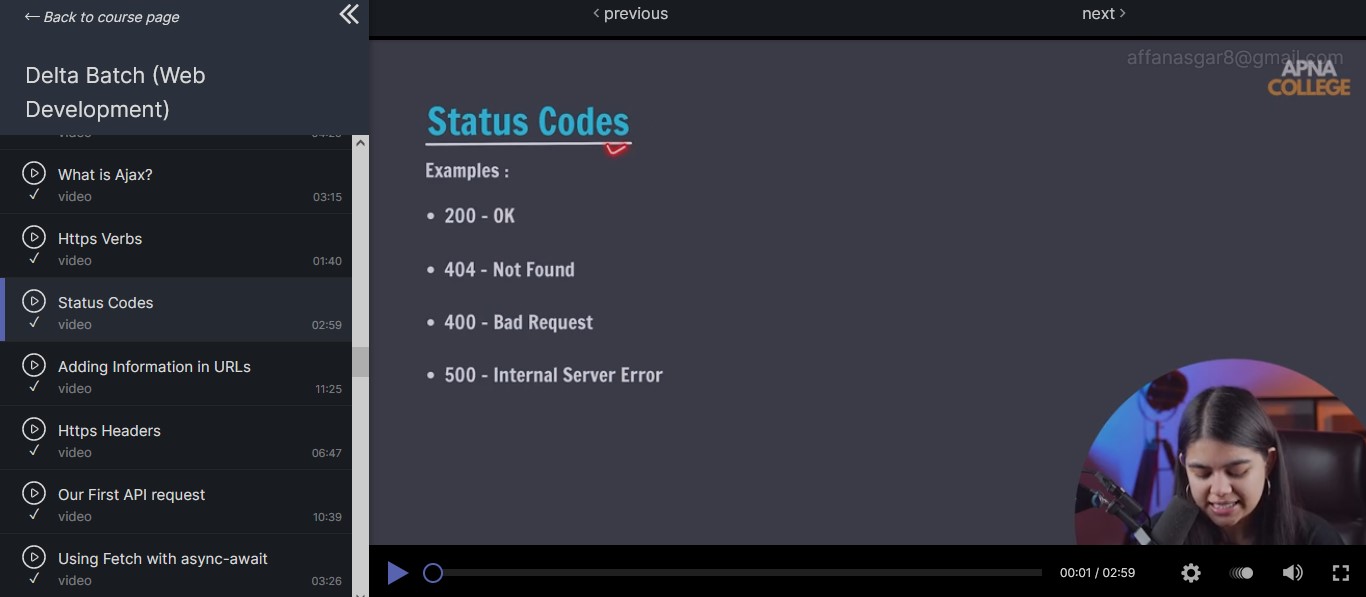 ← Back to course page
Delta Batch (Web
Development)
What is Ajax?
video 03:15
Https Verbs
video 01:40
Status Codes
video 02:59
Adding Information in URLs
video 11:25
Https Headers
video 06:47
Our First API request
video 10:39
Using Fetch with async-await
video 03:26
‹ previous next ›
affanasgar8@gmail.com
APNA
COLLEGE
Status Codes
Examples :
• 200 - OK
• 404 - Not Found
• 400 - Bad Request
• 500 - Internal Server Error
00:01 / 02:59